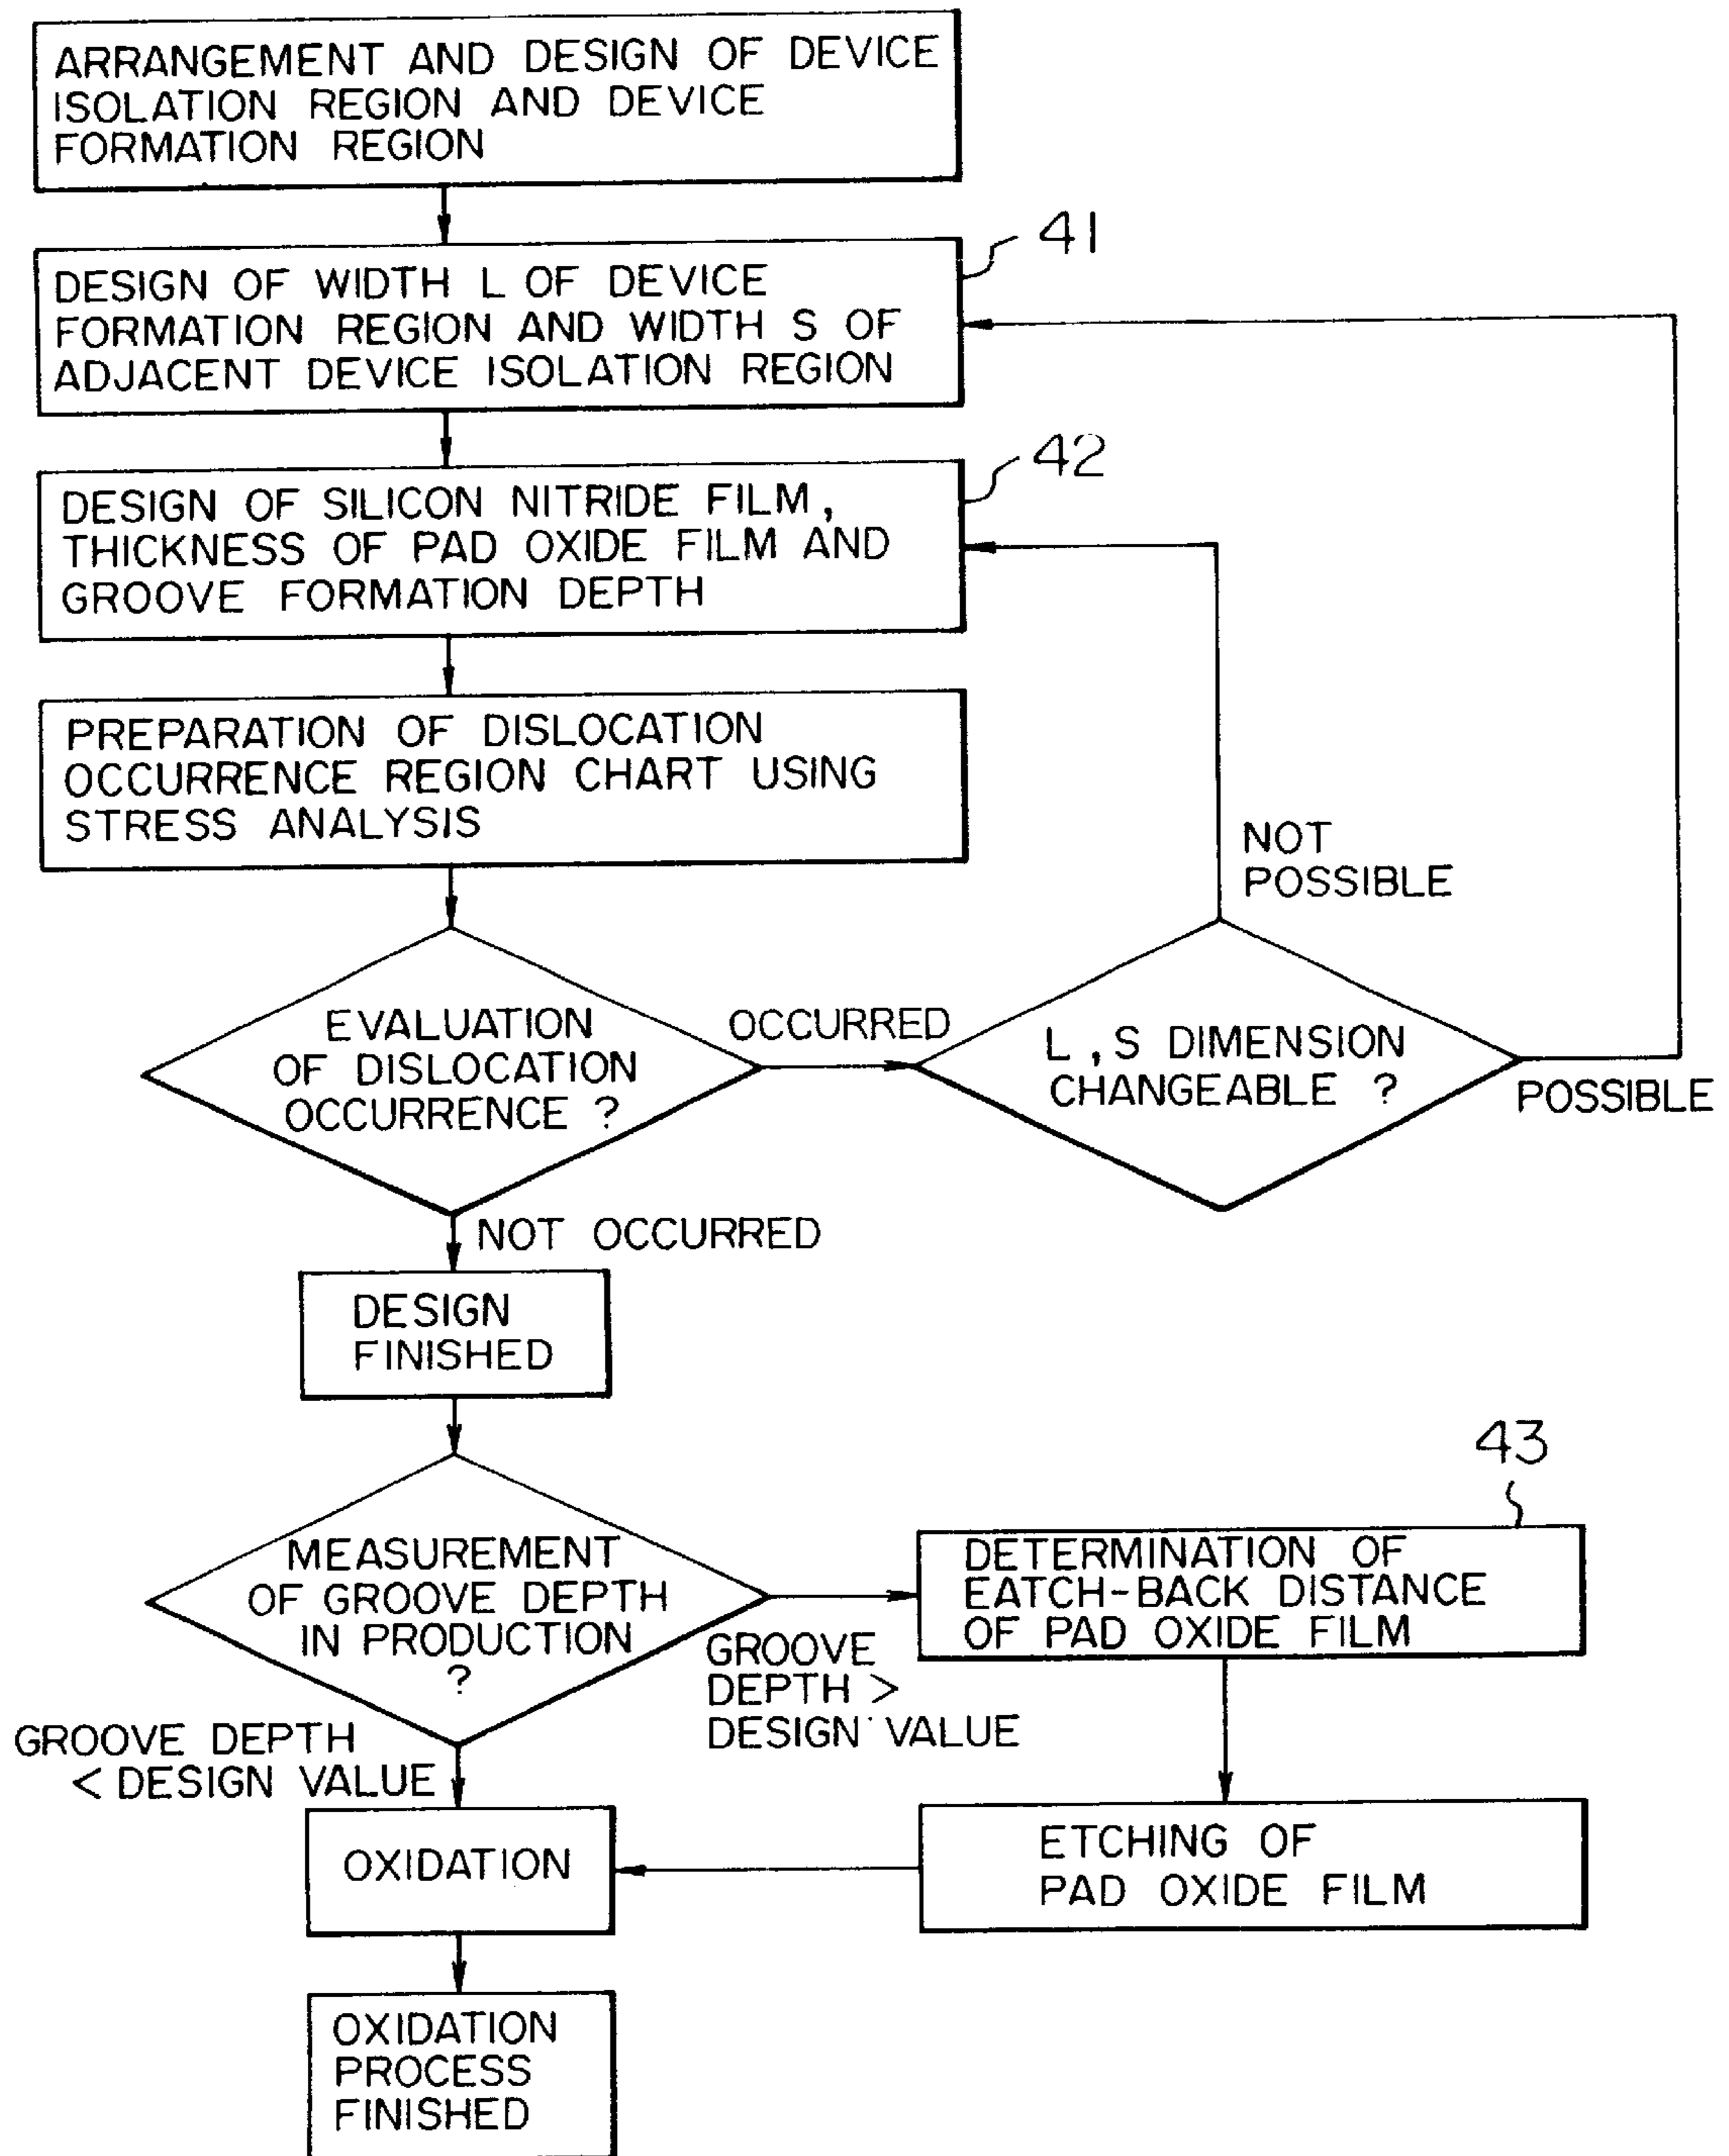 ARRANGEMENT AND DESIGN OF DEVICE
ISOLATION REGION AND DEVICE
FORMATION REGION
41
DESIGN OF WIDTH L OF DEVICE
FORMATION REGION AND WIDTH S OF
ADJACENT DEVICE ISOLATION REGION
42
DESIGN OF SILICON NITRIDE FILM,
THICKNESS OF PAD OXIDE FILM AND
GROOVE FORMATION DEPTH
PREPARATION OF DISLOCATION
OCCURRENCE REGION CHART USING
STRESS ANALYSIS
NOT
POSSIBLE
EVALUATION
OF DISLOCATION
OCCURRENCE ?
OCCURRED
L, S DIMENSION
CHANGEABLE ?
POSSIBLE
NOT OCCURRED
DESIGN
FINISHED
MEASUREMENT
OF GROOVE DEPTH
IN PRODUCTION
?
43
DETERMINATION OF
EATCH-BACK DISTANCE
OF PAD OXIDE FILM
GROOVE
DEPTH >
DESIGN VALUE
GROOVE DEPTH
< DESIGN VALUE
OXIDATION
ETCHING OF
PAD OXIDE FILM
OXIDATION
PROCESS
FINISHED